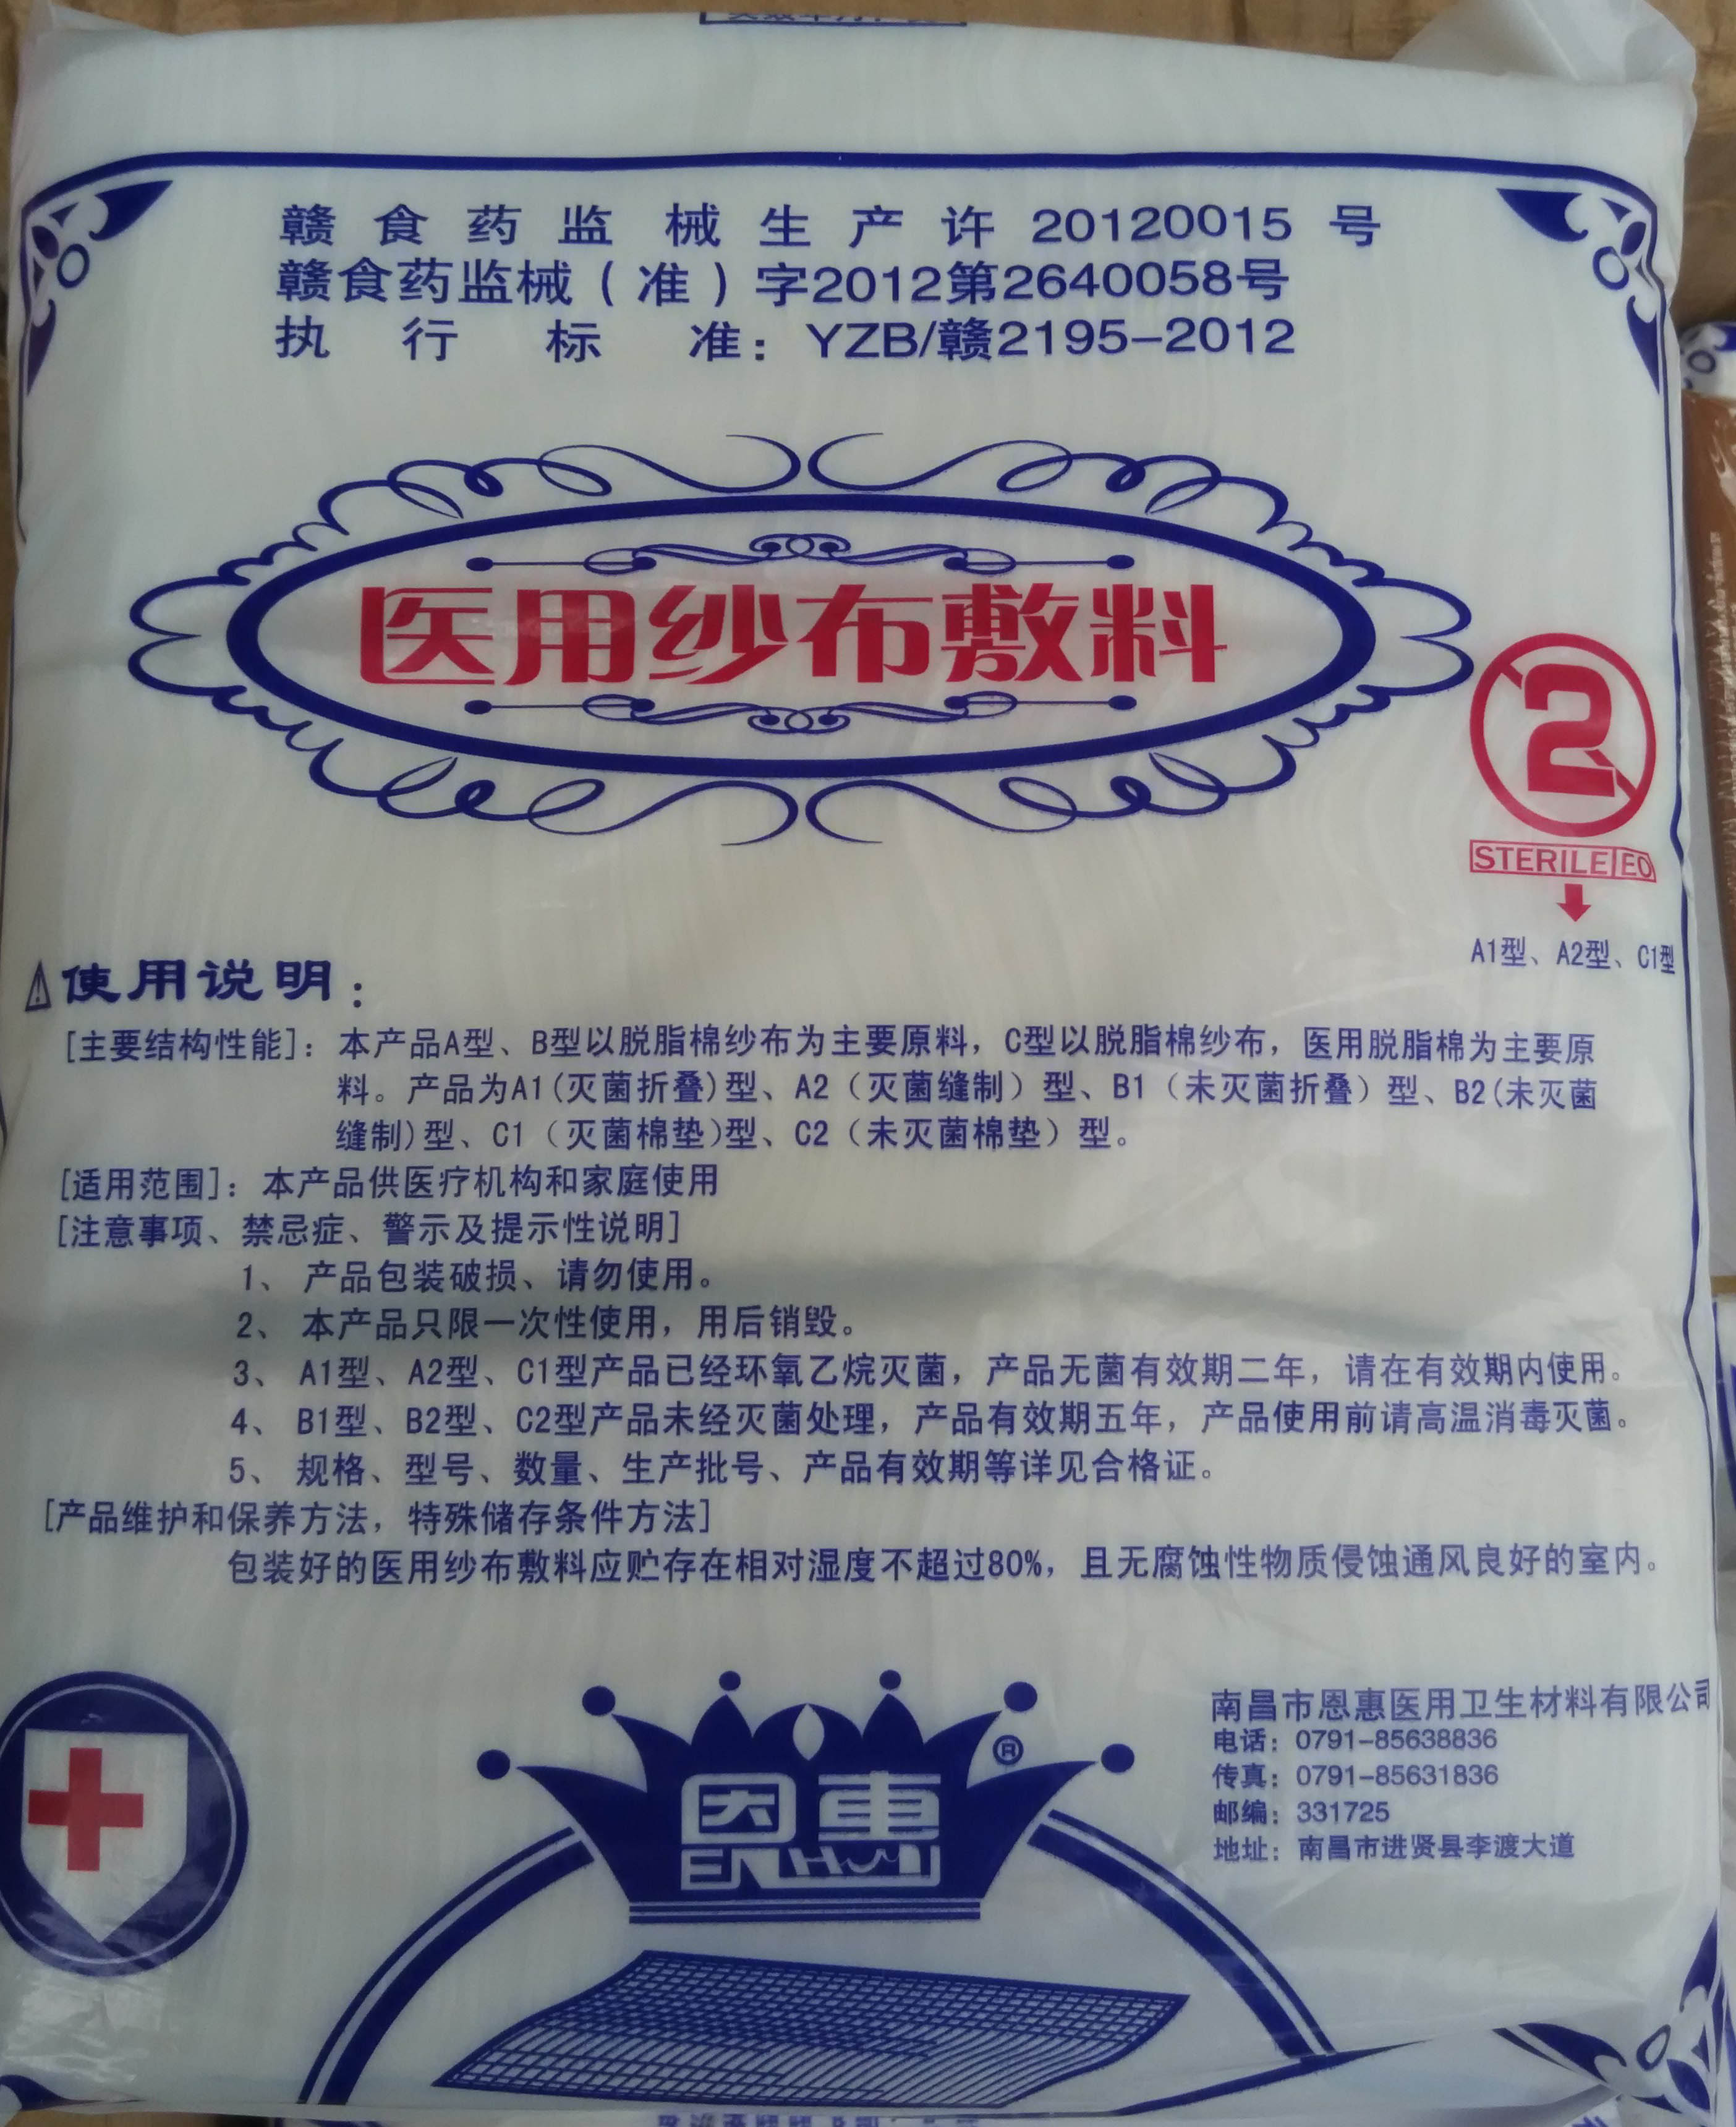 赣食药监械生产许20120015号
赣食药监械(准)字2012第2640058号
执行标准:YZB/赣2195-2012
医用纱布敷料
2
STERILE EO
A1型、A2型、C1型
使用说明:
[主要结构性能]:本产品A型、B型以脱脂棉纱布为主要原料,C型以脱脂棉纱布,医用脱脂棉为主要原
料。产品为A1(灭菌折叠)型、A2(灭菌缝制)型、B1(未灭菌折叠)型、B2(未灭菌
缝制)型、C1(灭菌棉垫)型、C2(未灭菌棉垫)型。
[适用范围]:本产品供医疗机构和家庭使用
[注意事项、禁忌症、警示及提示性说明]
1、产品包装破损、请勿使用。
2、本产品只限一次性使用,用后销毁。
3、A1型、A2型、C1型产品已经环氧乙烷灭菌,产品无菌有效期二年,请在有效期内使用。
4、B1型、B2型、C2型产品未经灭菌处理,产品有效期五年,产品使用前请高温消毒灭菌。
5、规格、型号、数量、生产批号、产品有效期等详见合格证。
[产品维护和保养方法,特殊储存条件方法]
包装好的医用纱布敷料应贮存在相对湿度不超过80%,且无腐蚀性物质侵蚀通风良好的室内。
恩惠®
EN HUI
南昌市恩惠医用卫生材料有限公司
电话:0791-85638836
传真:0791-85631836
邮编:331725
地址:南昌市进贤县李渡大道